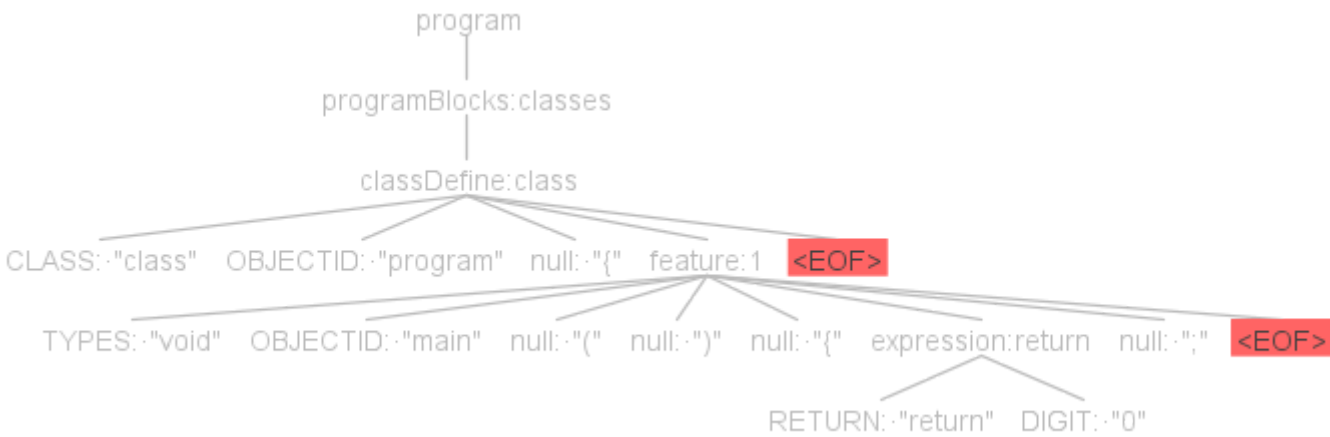 program
programBlocks:classes
classDefine:class
CLASS:·"class" OBJECTID:·"program" null:·"{" feature:1 <EOF>
TYPES:·"void" OBJECTID:·"main" null:·"(" null:·")" null:·"{" expression:return null:·";" <EOF>
RETURN:·"return" DIGIT:·"0"